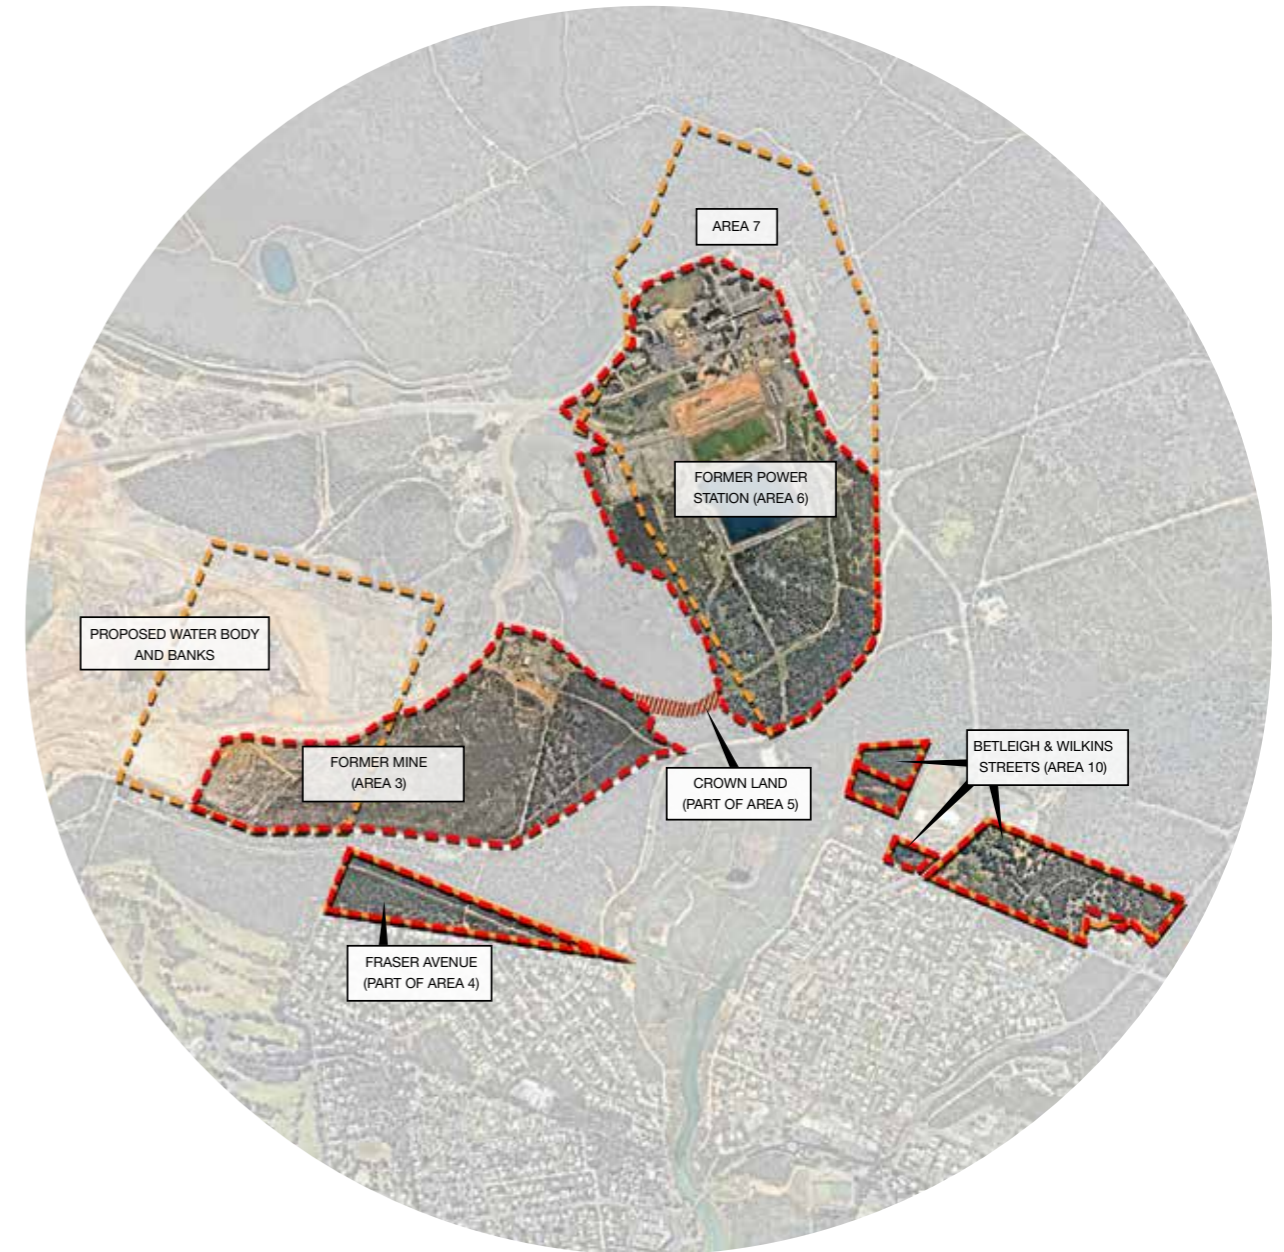 AREA 7
FORMER POWER
STATION (AREA 6)
PROPOSED WATER BODY
AND BANKS
FORMER MINE
(AREA 3)
BETLEIGH & WILKINS
STREETS (AREA 10)
CROWN LAND
(PART OF AREA 5)
FRASER AVENUE
(PART OF AREA 4)